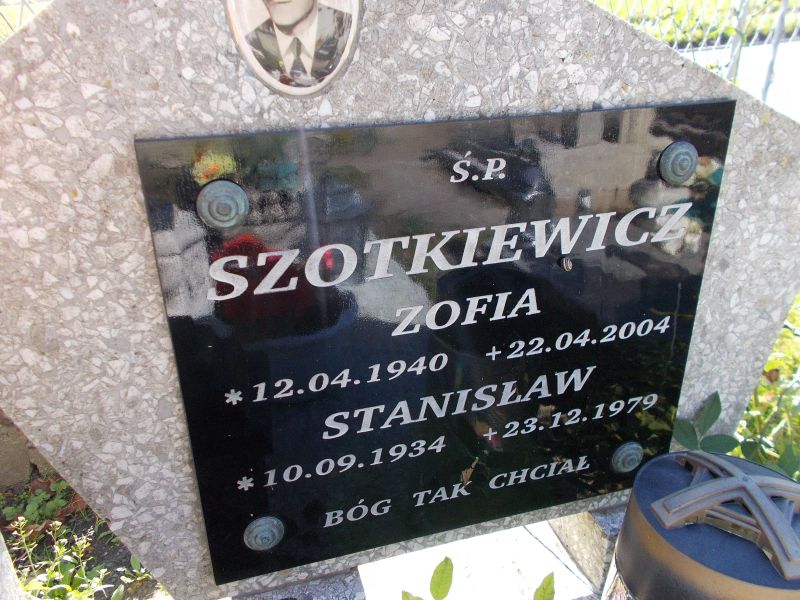 Ś.P.
SZOTKIEWICZ
ZOFIA
* 12.04.1940 + 22.04.2004
STANISŁAW
* 10.09.1934 + 23.12.1979
BÓG TAK CHCIAŁ